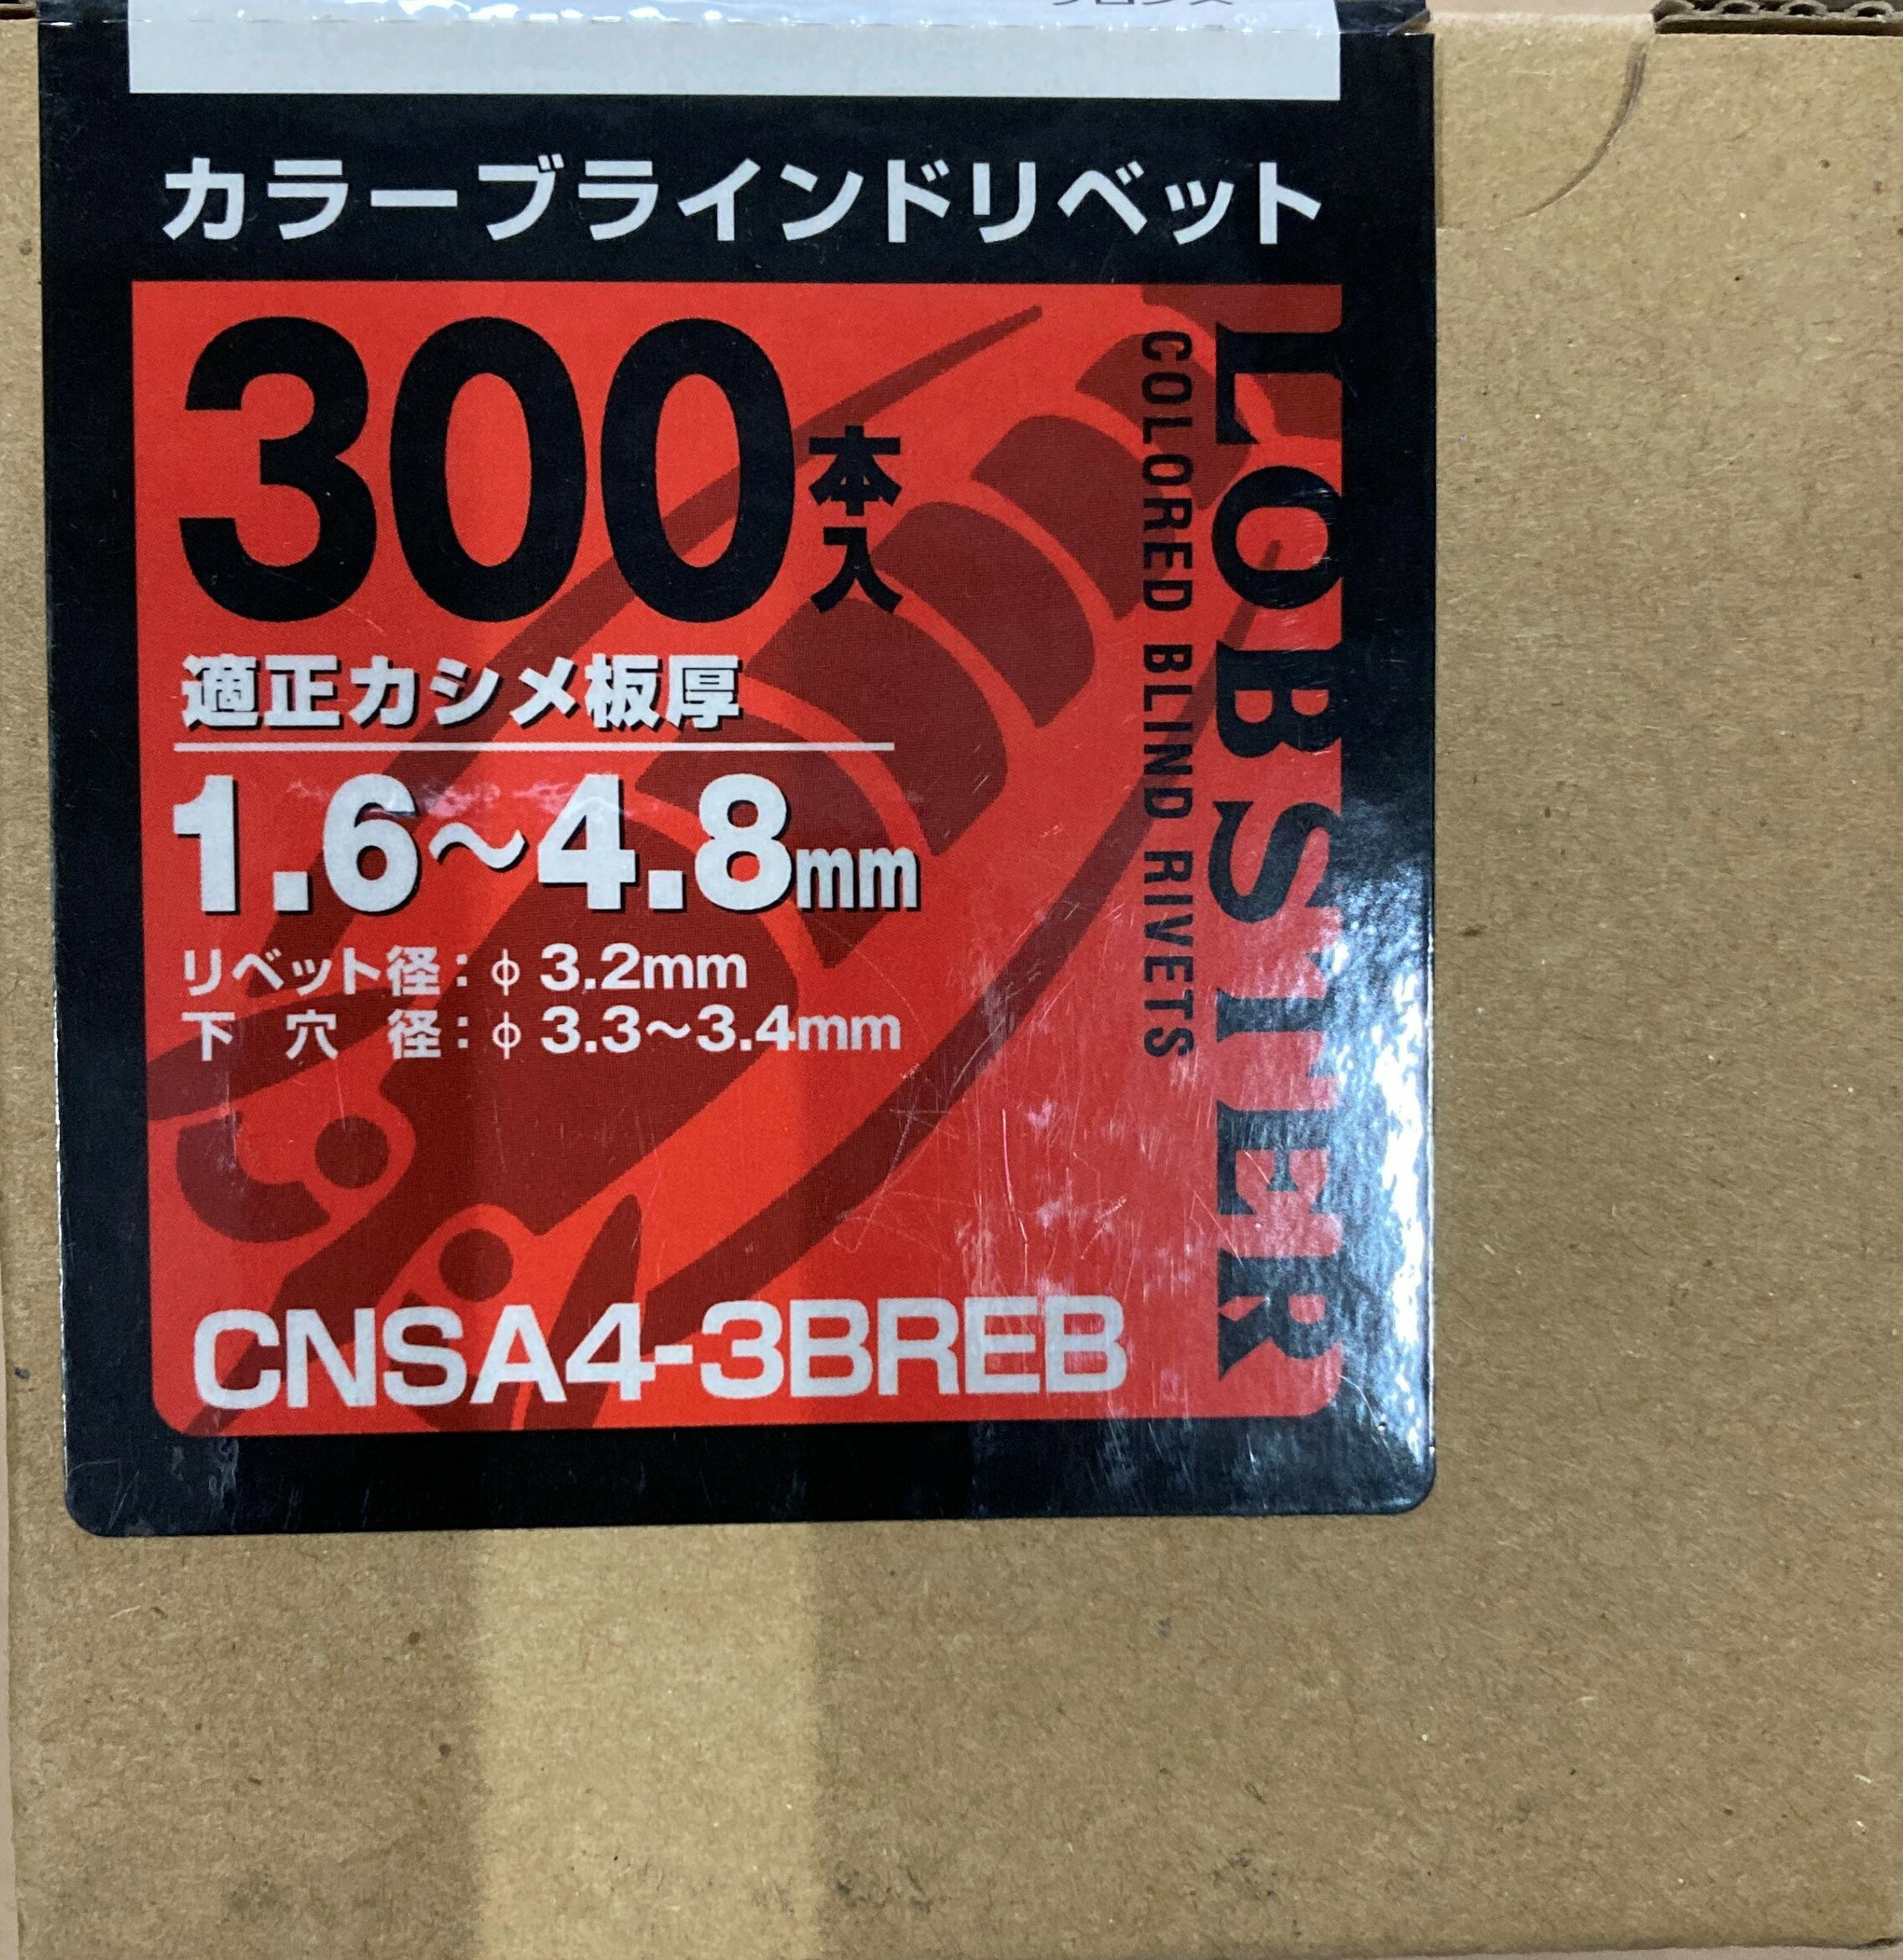 カラーブラインドリベット
300本入
適正カシメ板厚
1.6～4.8mm
リベット径：φ 3.2mm
下穴径：φ 3.3～3.4mm
CNSA4-3BREB
COLORED BLIND RIVETS
LOBSTER